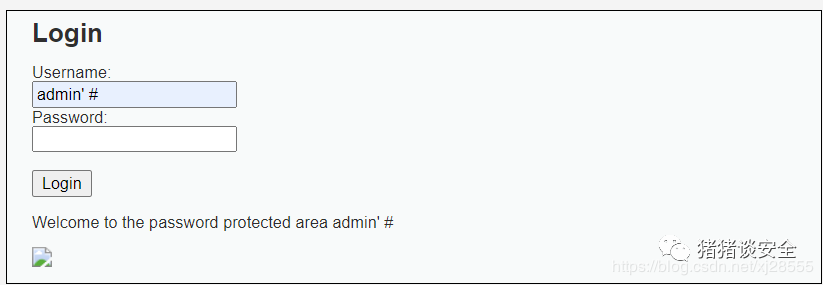 Login
Username:
admin' #
Password:
Login
Welcome to the password protected area admin' #
猪猪谈安全
https://blog.csdn.net/xj28555